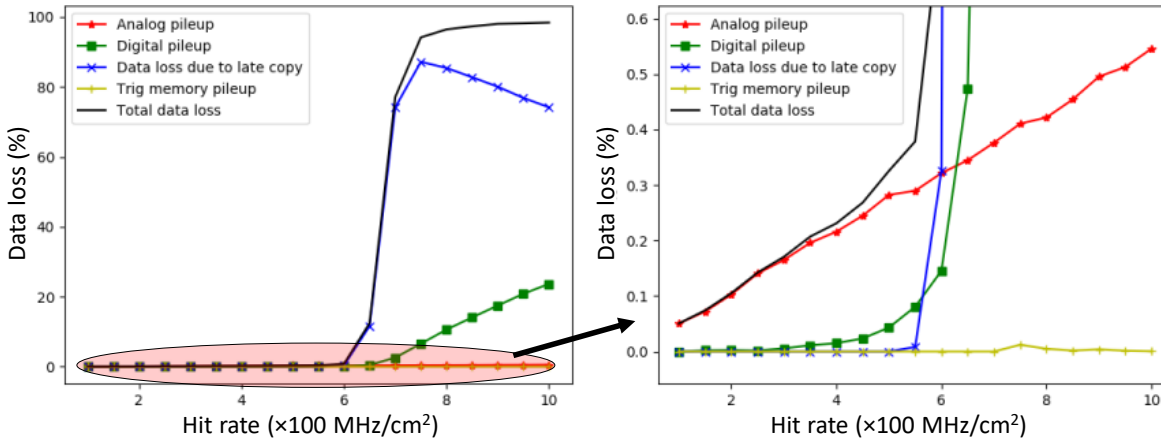 Analog pileup
Digital pileup
Data loss due to late copy
Trig memory pileup
Total data loss
100
80
60
40
20
0
2
4
6
8
10
Data loss (%)
Hit rate (×100 MHz/cm²)
Analog pileup
Digital pileup
Data loss due to late copy
Trig memory pileup
Total data loss
0.6
0.5
0.4
0.3
0.2
0.1
0.0
2
4
6
8
10
Data loss (%)
Hit rate (×100 MHz/cm²)